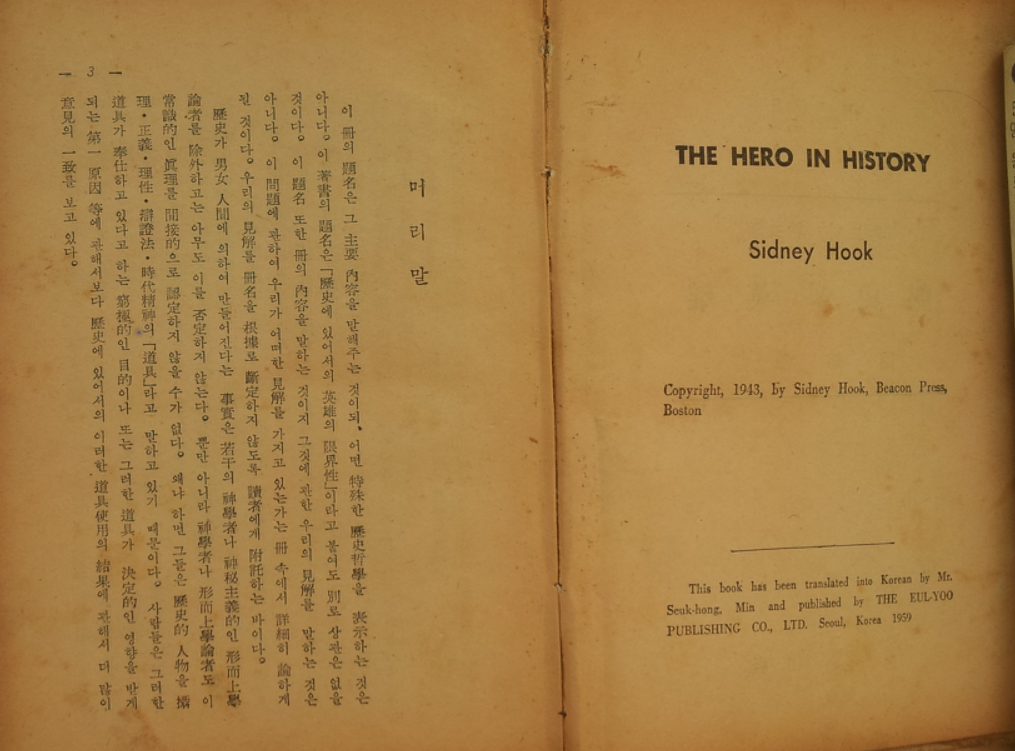 THE HERO IN HISTORY
Sidney Hook
Copyright, 1943, by Sidney Hook, Beacon Press,
Boston
This book has been translated into Korean by Mr.
Seuk-hong, Min and published by THE EUL-YOO
PUBLISHING CO., LTD. Seoul, Korea 1959
머리말
이 冊의 題名은 그 主要 內容을 말해주는 것이되, 어떤 特殊한 歷史哲學을 表示하는 것은
아니다. 이 著書의 題名은「歷史에 있어서의 英雄의 限界性」이라고 붙여도 別로 상관은 없을
것이다. 이 題名 또한 冊의 內容을 말하는 것이지 그것에 관한 우리의 見解를 말하는 것은
아니다. 이 問題에 관하여 우리가 어떠한 見解를 가지고 있는가는 冊 속에서 詳細히 論하게
된 것이다. 우리의 見解를 冊名을 根據로 斷定하지 않도록 讀者에게 附託하는 바이다.
歷史가 男女 人間에 의하여 만들어진다는 事實은 若干의 神學者나 神秘主義的인 形而上學
論者를 除外하고는 아무도 이를 否定하지 않는다. 뿐만 아니라 神學者나 形而上學論者도 이
常識的인 眞理를 間接的으로 認定하지 않을 수가 없다. 왜냐 하면 그들은 歷史的 人物을 攝
理・正義・理性・辯證法・時代精神의「道具」라고 말하고 있기 때문이다. 사람들은 그러한
道具가 奉仕하고 있다고 하는 窮極的인 目的이나 또는 그러한 道具가 決定的인 영향을 받게
되는 第一 原因 等에 관해서보다 歷史에 있어서의 이러한 道具使用의 結果에 관해서 더 많이
意見의 一致를 보고 있다.
— 3 —